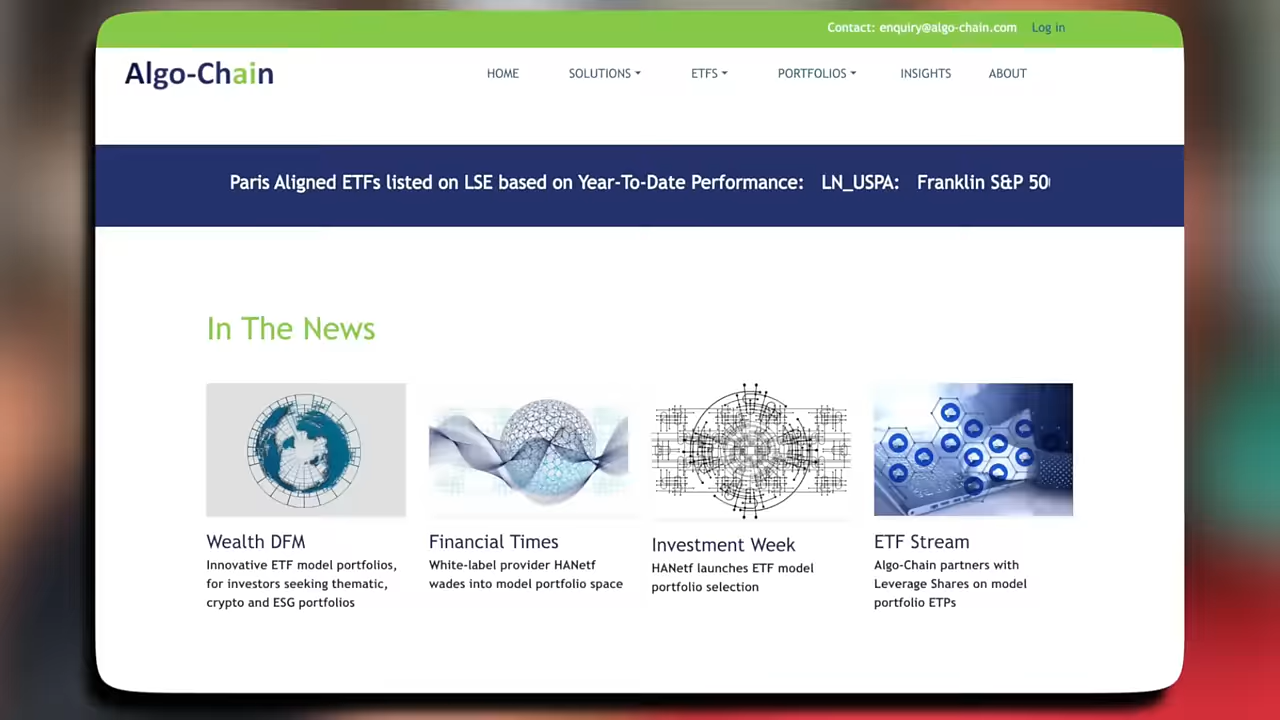 Contact: enquiry@algo-chain.com Log in
Algo-Chain
HOME SOLUTIONS ETFS PORTFOLIOS INSIGHTS ABOUT
Paris Aligned ETFs listed on LSE based on Year-To-Date Performance: LN_USPA: Franklin S&P 50
In The News
Wealth DFM
Innovative ETF model portfolios,
for investors seeking thematic,
crypto and ESG portfolios
Financial Times
White-label provider HANetf
wades into model portfolio space
Investment Week
HANetf launches ETF model
portfolio selection
ETF Stream
Algo-Chain partners with
Leverage Shares on model
portfolio ETPs